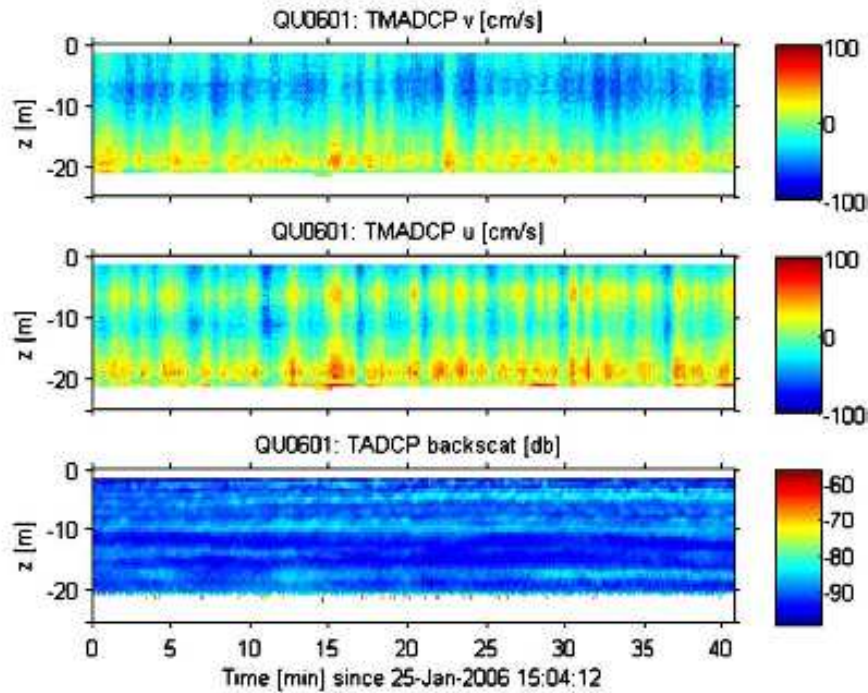 QU0601: TMADCP v [cm/s]
0
-10
-20
z [m]
100
0
-100
QU0601: TMADCP u [cm/s]
0
-10
-20
z [m]
100
0
-100
QU0601: TADCP backscat [db]
0
-10
-20
z [m]
-60
-70
-80
-90
0 5 10 15 20 25 30 35 40
Time [min] since 25-Jan-2006 15:04:12